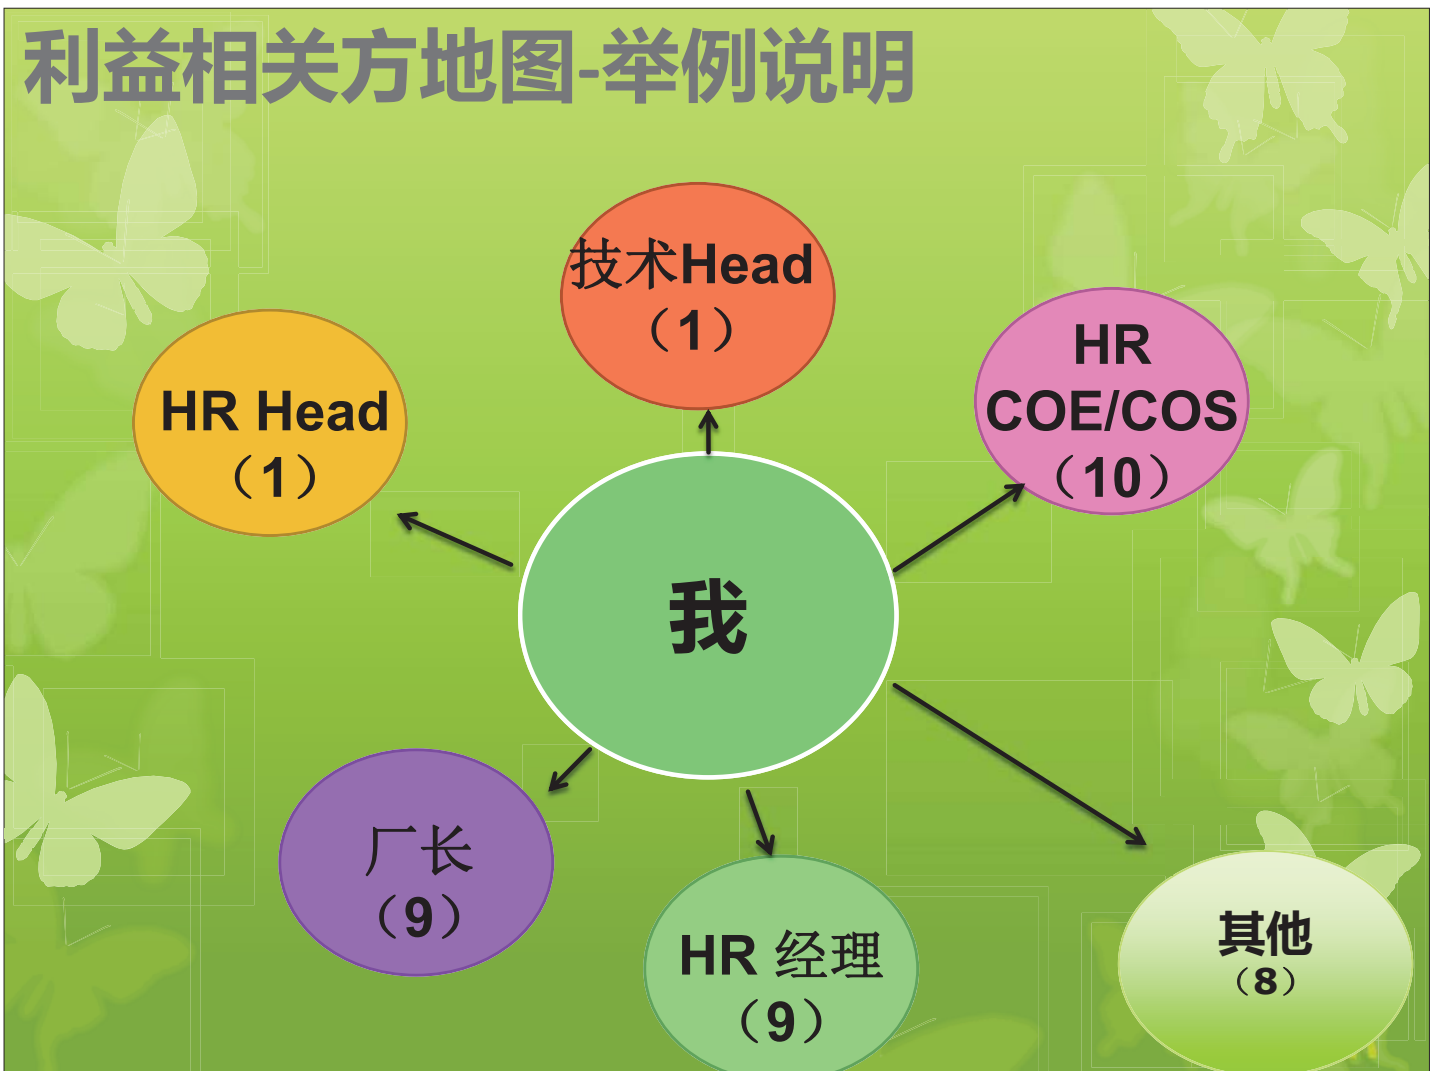 利益相关方地图-举例说明
技术Head
（1）
HR
COE/COS
（10）
HR Head
（1）
我
厂长
（9）
HR 经理
（9）
其他
（8）